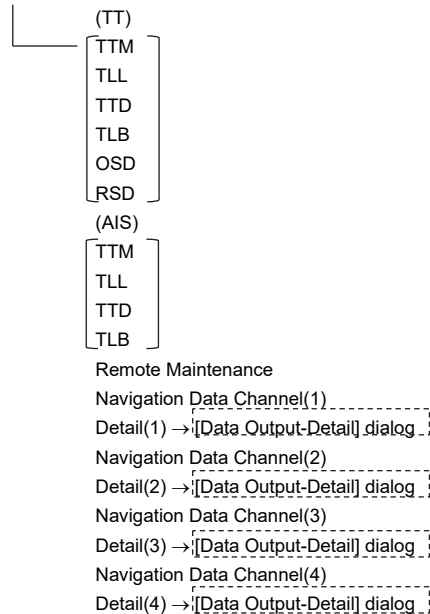 (TT)
TTM
TLL
TTD
TLB
OSD
RSD
(AIS)
TTM
TLL
TTD
TLB
Remote Maintenance
Navigation Data Channel(1)
Detail(1) → [Data Output-Detail] dialog
Navigation Data Channel(2)
Detail(2) → [Data Output-Detail] dialog
Navigation Data Channel(3)
Detail(3) → [Data Output-Detail] dialog
Navigation Data Channel(4)
Detail(4) → [Data Output-Detail] dialog